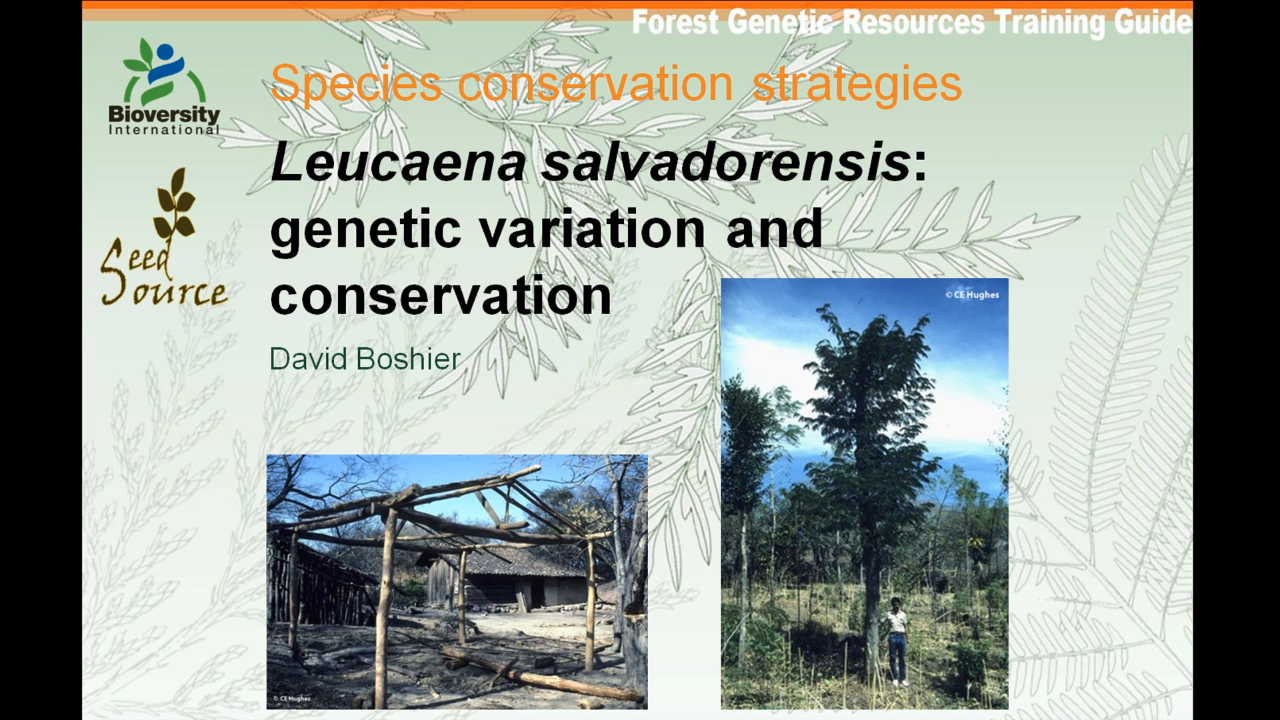 Forest Genetic Resources Training Guide
Species conservation strategies
Bioversity
International
Leucaena salvadorensis:
genetic variation and
conservation
Seed
Source
David Boshier
© CE Hughes
© CE Hughes